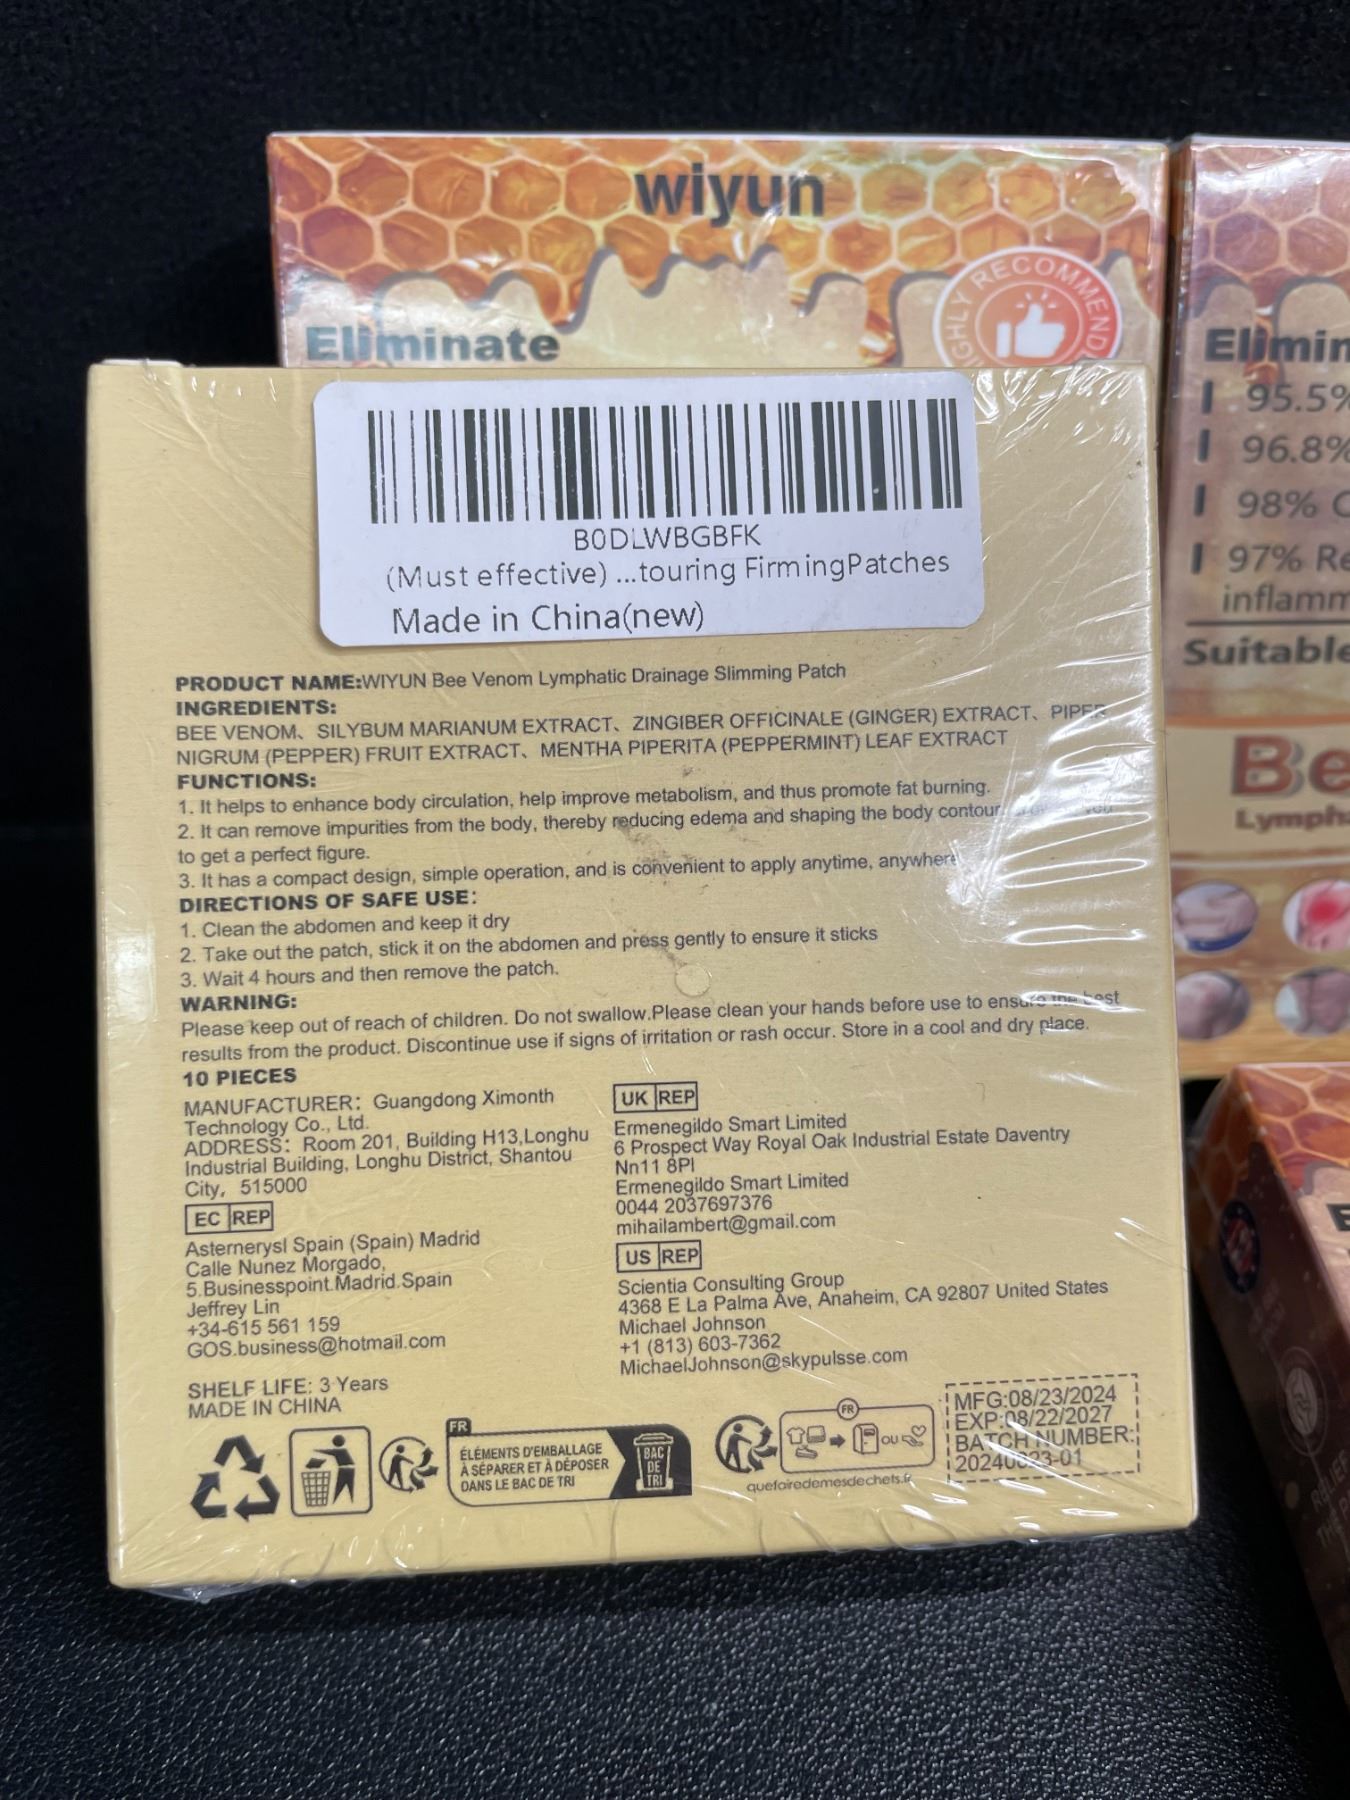 wiyun
HIGHLY RECOMMEND
Eliminate
B0DLWBGBFK
(Must effective) ...touring FirmingPatches
Made in China(new)
PRODUCT NAME:WIYUN Bee Venom Lymphatic Drainage Slimming Patch
INGREDIENTS:
BEE VENOM、SILYBUM MARIANUM EXTRACT、ZINGIBER OFFICINALE (GINGER) EXTRACT、PIPER
NIGRUM (PEPPER) FRUIT EXTRACT、MENTHA PIPERITA (PEPPERMINT) LEAF EXTRACT
FUNCTIONS:
1. It helps to enhance body circulation, help improve metabolism, and thus promote fat burning.
2. It can remove impurities from the body, thereby reducing edema and shaping the body contour you
to get a perfect figure.
3. It has a compact design, simple operation, and is convenient to apply anytime, anywhere
DIRECTIONS OF SAFE USE:
1. Clean the abdomen and keep it dry
2. Take out the patch, stick it on the abdomen and press gently to ensure it sticks
3. Wait 4 hours and then remove the patch.
WARNING:
Please keep out of reach of children. Do not swallow.Please clean your hands before use to ensure the best
results from the product. Discontinue use if signs of irritation or rash occur. Store in a cool and dry place.
10 PIECES
MANUFACTURER: Guangdong Ximonth
Technology Co., Ltd.
ADDRESS: Room 201, Building H13,Longhu
Industrial Building, Longhu District, Shantou
City, 515000
EC REP
Asternerysl Spain (Spain) Madrid
Calle Nunez Morgado,
5.Businesspoint.Madrid.Spain
Jeffrey Lin
+34-615 561 159
GOS.business@hotmail.com
SHELF LIFE: 3 Years
MADE IN CHINA
UK REP
Ermenegildo Smart Limited
6 Prospect Way Royal Oak Industrial Estate Daventry
Nn11 8Pl
Ermenegildo Smart Limited
0044 2037697376
mihailambert@gmail.com
US REP
Scientia Consulting Group
4368 E La Palma Ave, Anaheim, CA 92807 United States
Michael Johnson
+1 (813) 603-7362
MichaelJohnson@skypulsse.com
FR
ÉLÉMENTS D'EMBALLAGE
À SÉPARER ET À DÉPOSER
DANS LE BAC DE TRI
BAC
DE
TRI
FR
OU
quefairedemesdechets.fr
MFG:08/23/2024
EXP:08/22/2027
BATCH NUMBER:
20240823-01
Elimin
95.5%
96.8%
98% C
97% Re
inflamm
Suitable
Be
Lympha